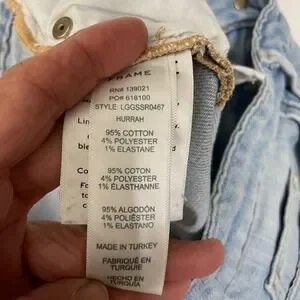 FRAME
RN# 139021
PO# 618100
STYLE: LGGSSR0467
HURRAH
95% COTTON
4% POLYESTER
1% ELASTANE
95% COTON
4% POLYESTER
1% ÉLASTHANNE
95% ALGODÓN
4% POLIÉSTER
1% ELASTANO
MADE IN TURKEY
FABRIQUÉ EN
TURQUIE
HECHO EN